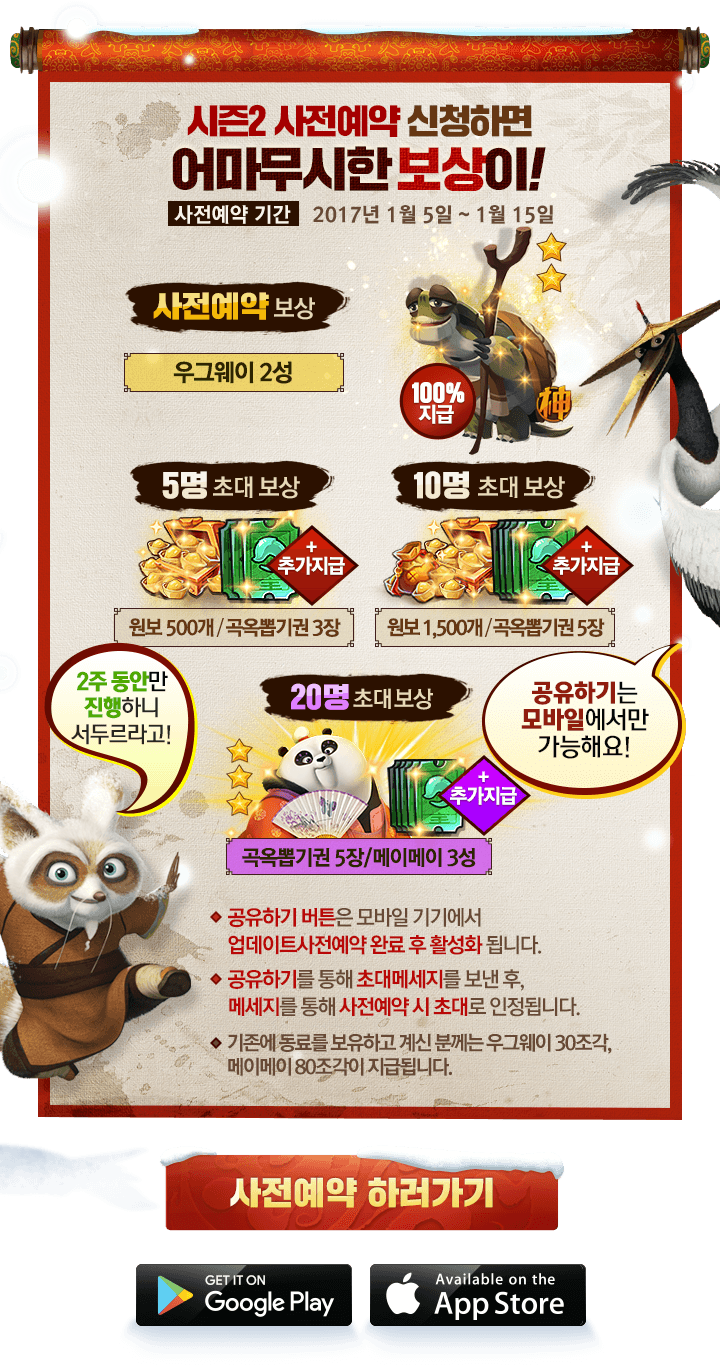 시즌2 사전예약 신청하면
어마무시한 보상이!
사전예약 기간 2017년 1월 5일 ~ 1월 15일
사전예약 보상
우그웨이 2성
100%
지급
神
5명 초대 보상
10명 초대 보상
+
추가지급
+
추가지급
원보 500개 / 곡옥뽑기권 3장
원보 1,500개 / 곡옥뽑기권 5장
2주 동안만
진행하니
서두르라고!
20명 초대 보상
공유하기는
모바일에서만
가능해요!
+
추가지급
곡옥뽑기권 5장/메이메이 3성
공유하기 버튼은 모바일 기기에서
업데이트사전예약 완료 후 활성화 됩니다.
공유하기를 통해 초대메세지를 보낸 후,
메세지를 통해 사전예약 시 초대로 인정됩니다.
기존에 동료를 보유하고 계신 분께는 우그웨이 30조각,
메이메이 80조각이 지급됩니다.
사전예약 하러가기
GET IT ON
Google Play
Available on the
App Store